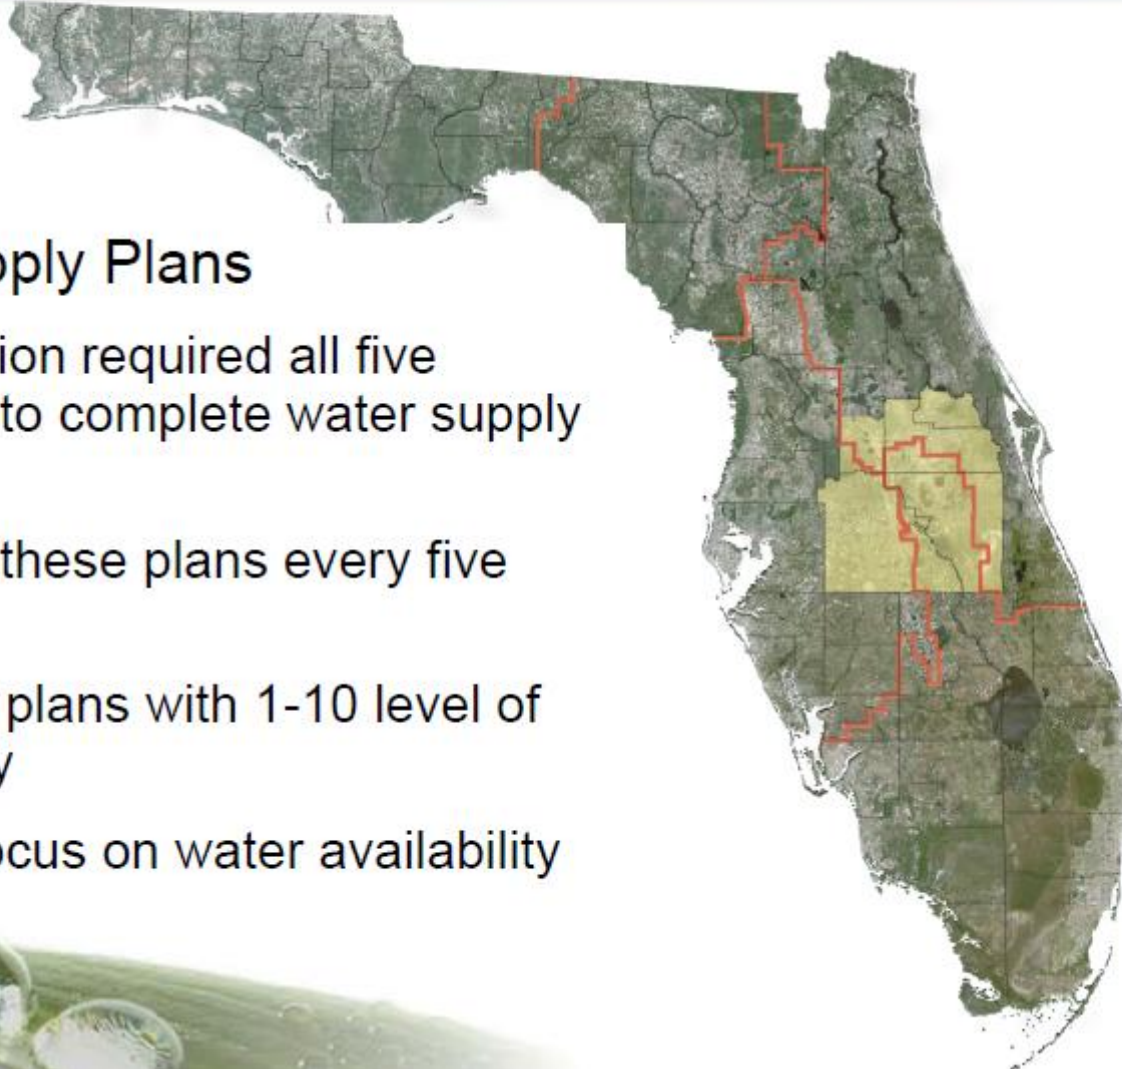 pply Plans
ion required all five
to complete water supply
these plans every five
plans with 1-10 level of
y
ocus on water availability